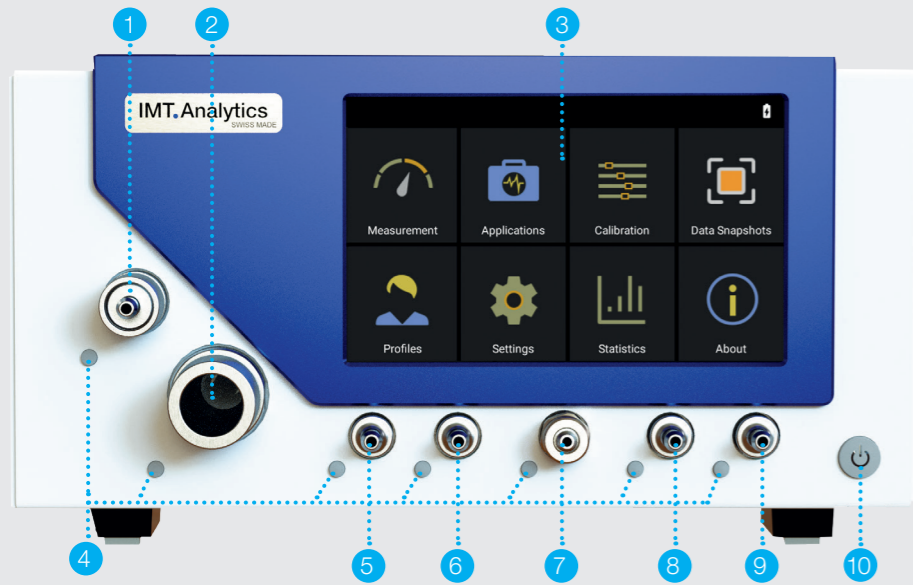 1
2
3
IMT.Analytics
SWISS MADE
Measurement
Applications
Calibration
Data Snapshots
Profiles
Settings
Statistics
About
4
5
6
7
8
9
10